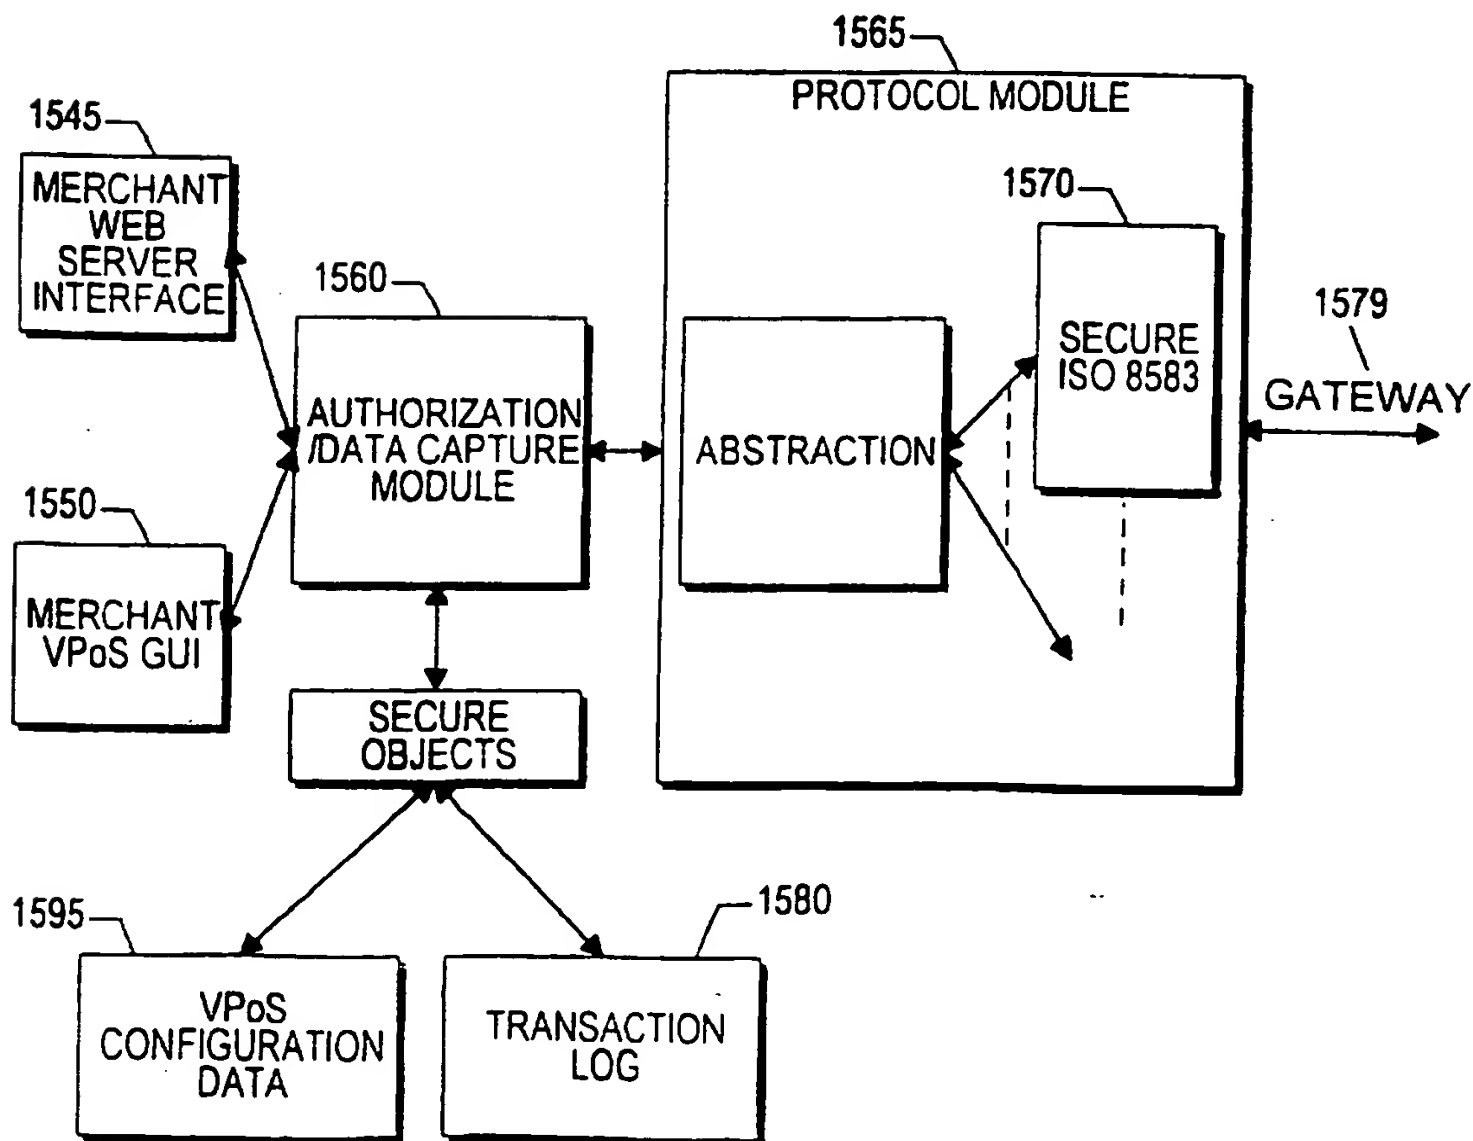 1565
PROTOCOL MODULE
1545
MERCHANT
WEB
SERVER
INTERFACE
1570
SECURE
ISO 8583
1560
AUTHORIZATION
/DATA CAPTURE
MODULE
ABSTRACTION
1579
GATEWAY
1550
MERCHANT
VPoS GUI
SECURE
OBJECTS
1595
VPoS
CONFIGURATION
DATA
1580
TRANSACTION
LOG